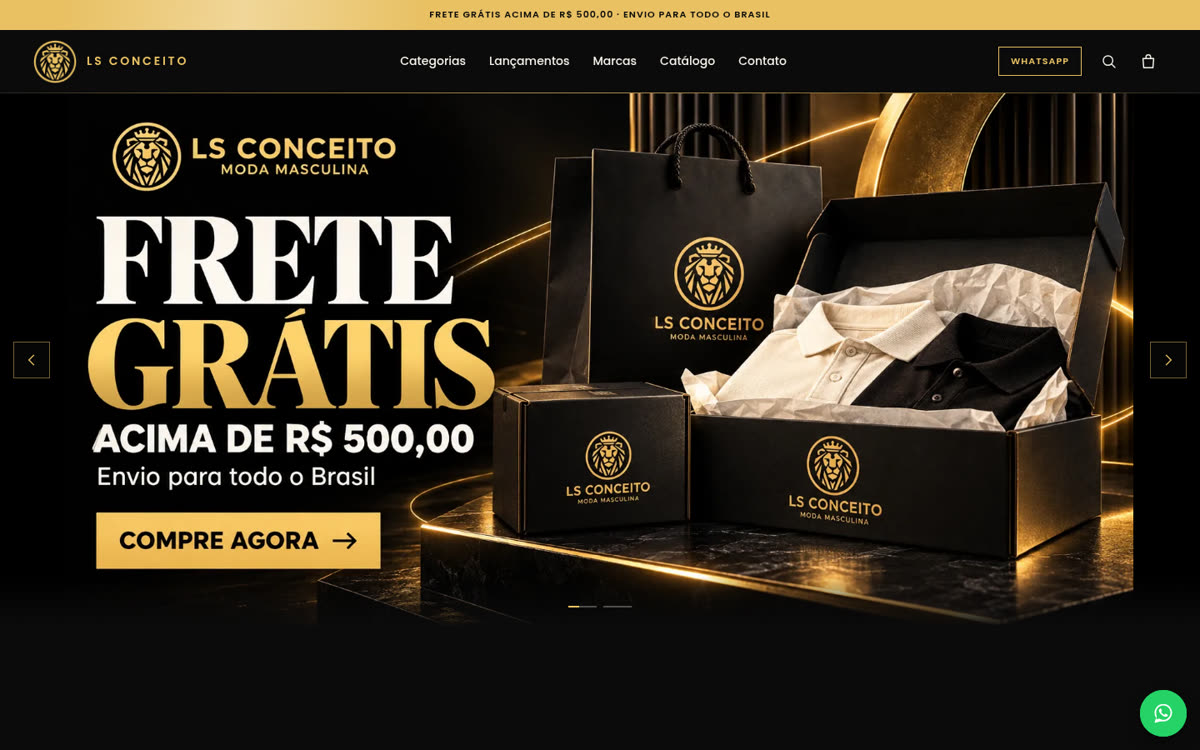 FRETE GRÁTIS ACIMA DE R$ 500,00 · ENVIO PARA TODO O BRASIL
LS CONCEITO
Categorias
Lançamentos
Marcas
Catálogo
Contato
WHATSAPP
LS CONCEITO
MODA MASCULINA
FRETE
GRÁTIS
ACIMA DE R$ 500,00
Envio para todo o Brasil
COMPRE AGORA
LS CONCEITO
MODA MASCULINA
LS CONCEITO
MODA MASCULINA
LS CONCEITO
MODA MASCULINA